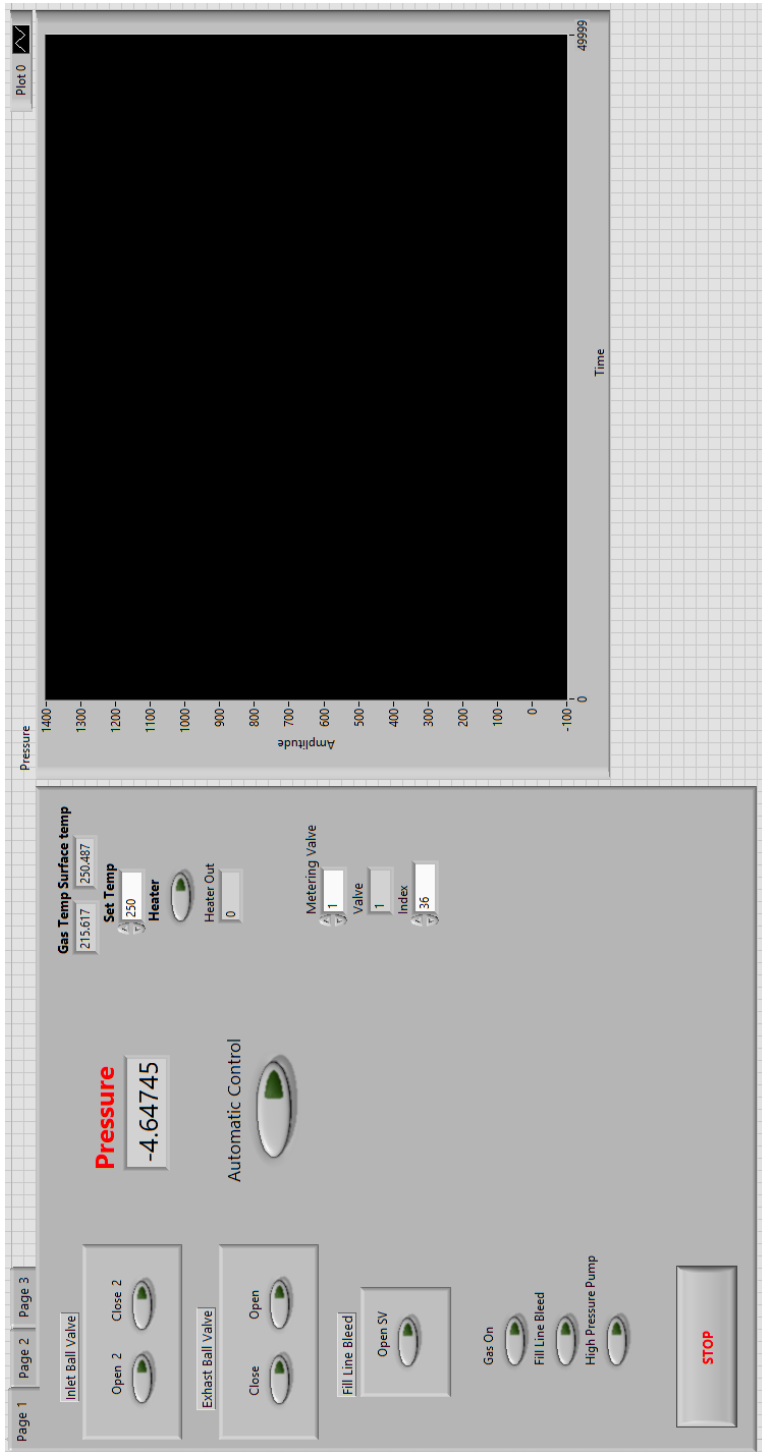 Page 1
Page 2
Page 3
Inlet Ball Valve
Open 2
Close 2
Exhast Ball Valve
Close
Open
Fill Line Bleed
Open SV
Gas On
Fill Line Bleed
High Pressure Pump
STOP
Pressure
-4.64745
Automatic Control
Gas Temp Surface temp
215.617
250.487
Set Temp
250
Heater
Heater Out
0
Metering Valve
1
Valve
1
Index
36
Pressure
Plot 0
1400
1300
1200
1100
1000
900
800
700
600
500
400
300
200
100
0
-100
Amplitude
0
49999
Time